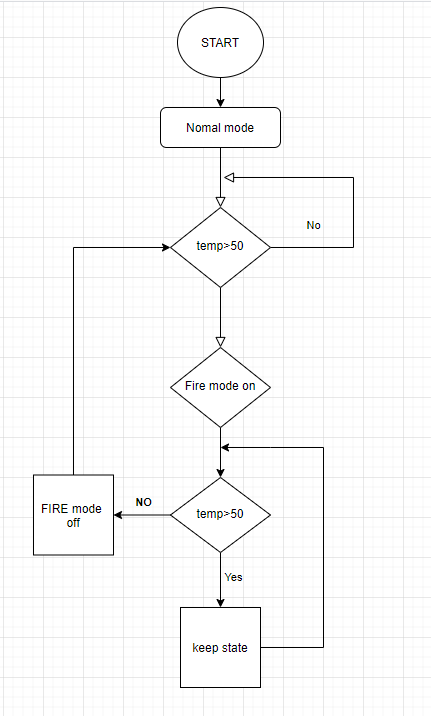 START
Nomal mode
No
temp>50
Fire mode on
NO
FIRE mode
off
temp>50
Yes
keep state